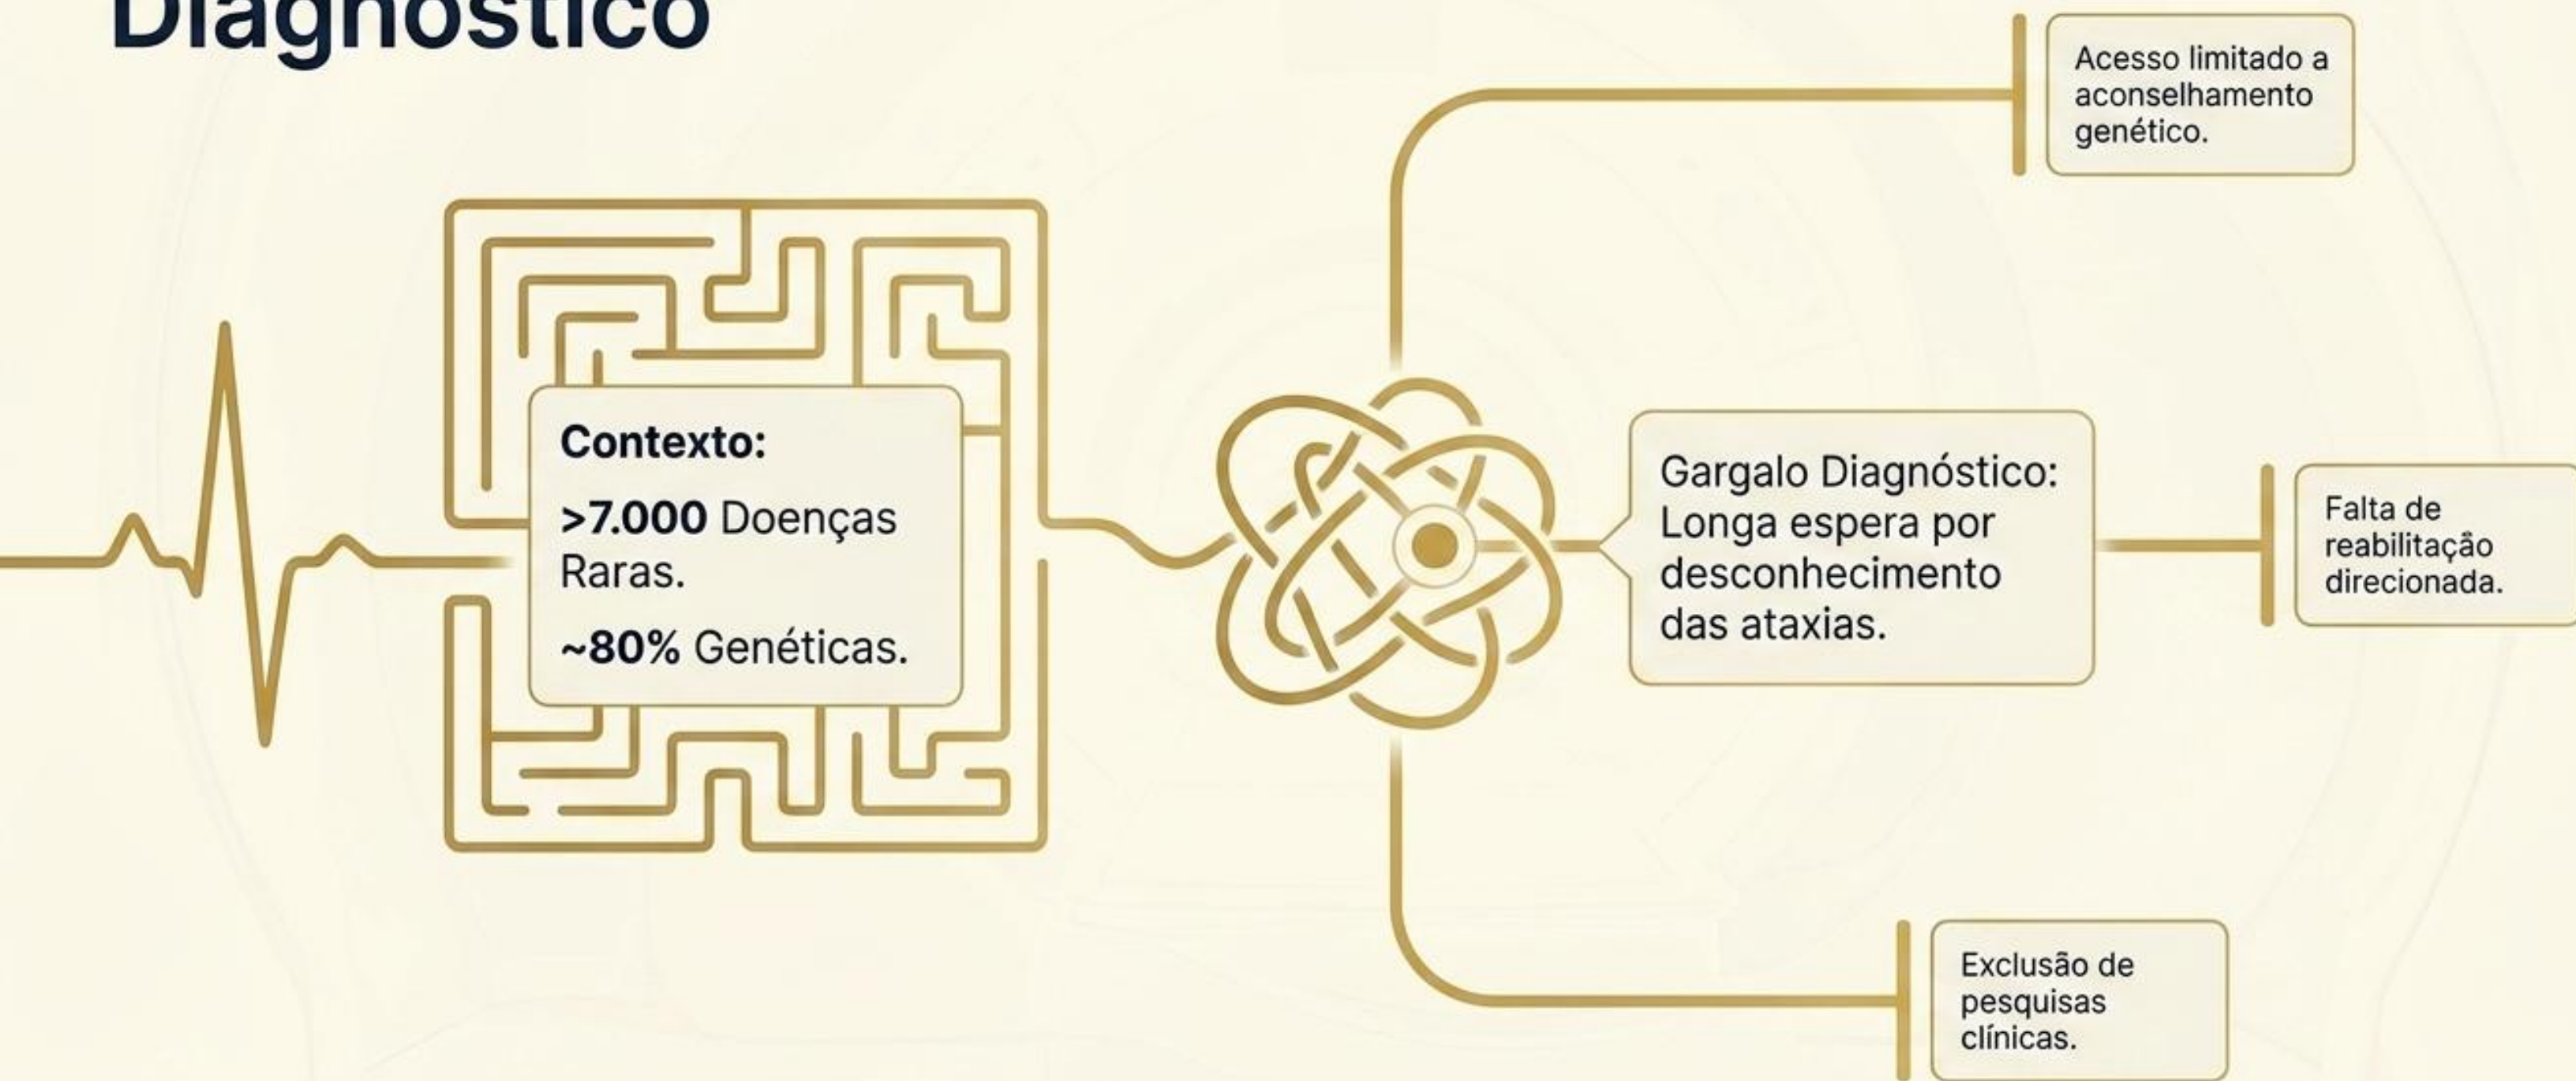 Diagnóstico
Acesso limitado a
aconselhamento
genético.
Contexto:
>7.000 Doenças
Raras.
~80% Genéticas.
Gargalo Diagnóstico:
Longa espera por
desconhecimento
das ataxias.
Falta de
reabilitação
direcionada.
Exclusão de
pesquisas
clínicas.